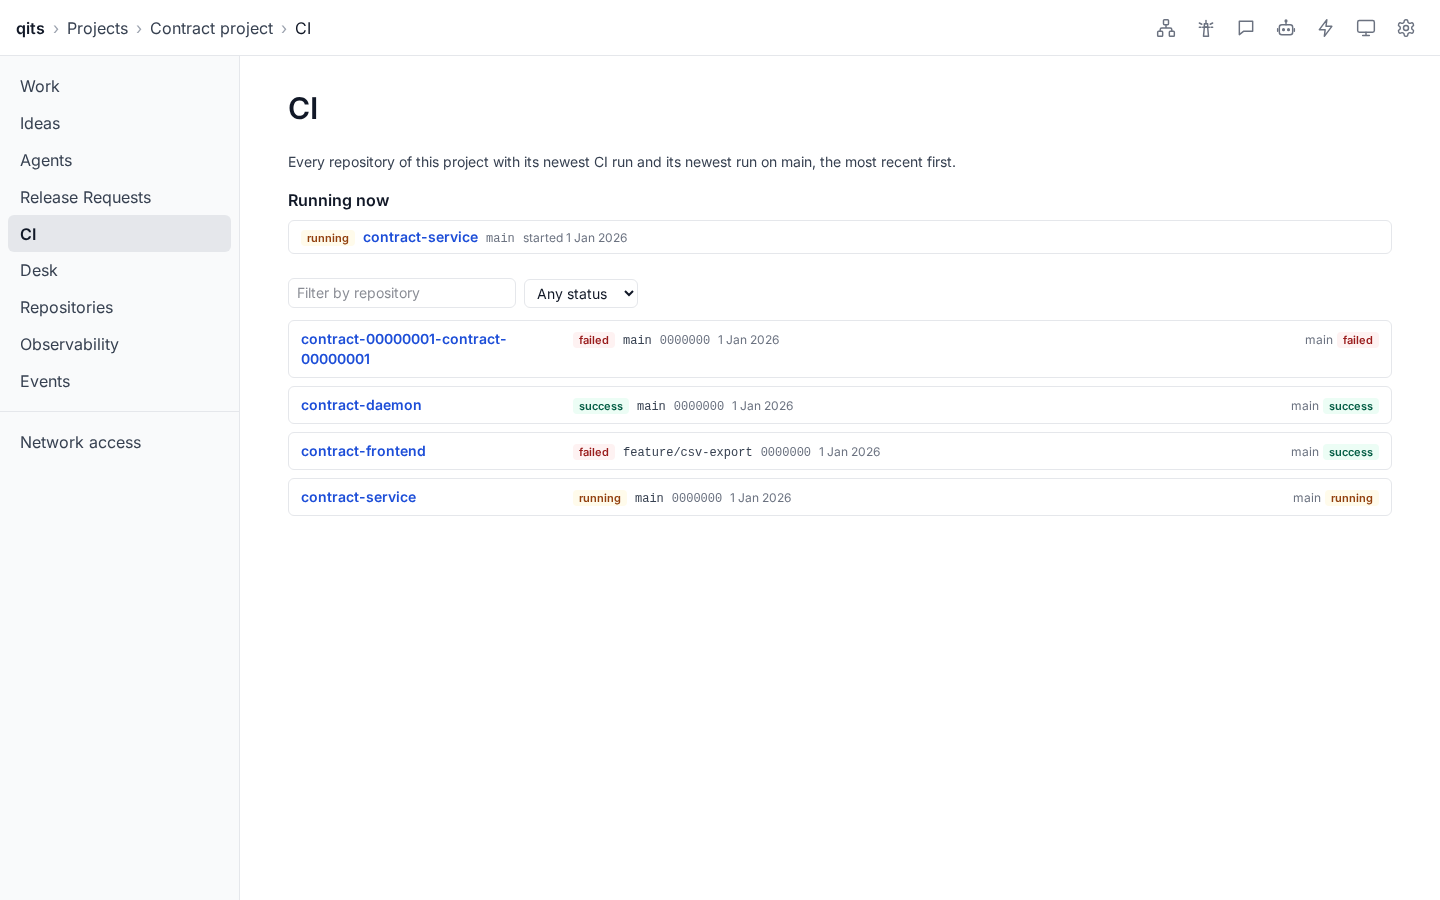 qits › Projects › Contract project › CI
Work
Ideas
Agents
Release Requests
CI
Desk
Repositories
Observability
Events
Network access
CI
Every repository of this project with its newest CI run and its newest run on main, the most recent first.
Running now
running contract-service main started 1 Jan 2026
Filter by repository Any status
contract-00000001-contract-
00000001 failed main 0000000 1 Jan 2026 main failed
contract-daemon success main 0000000 1 Jan 2026 main success
contract-frontend failed feature/csv-export 0000000 1 Jan 2026 main success
contract-service running main 0000000 1 Jan 2026 main running